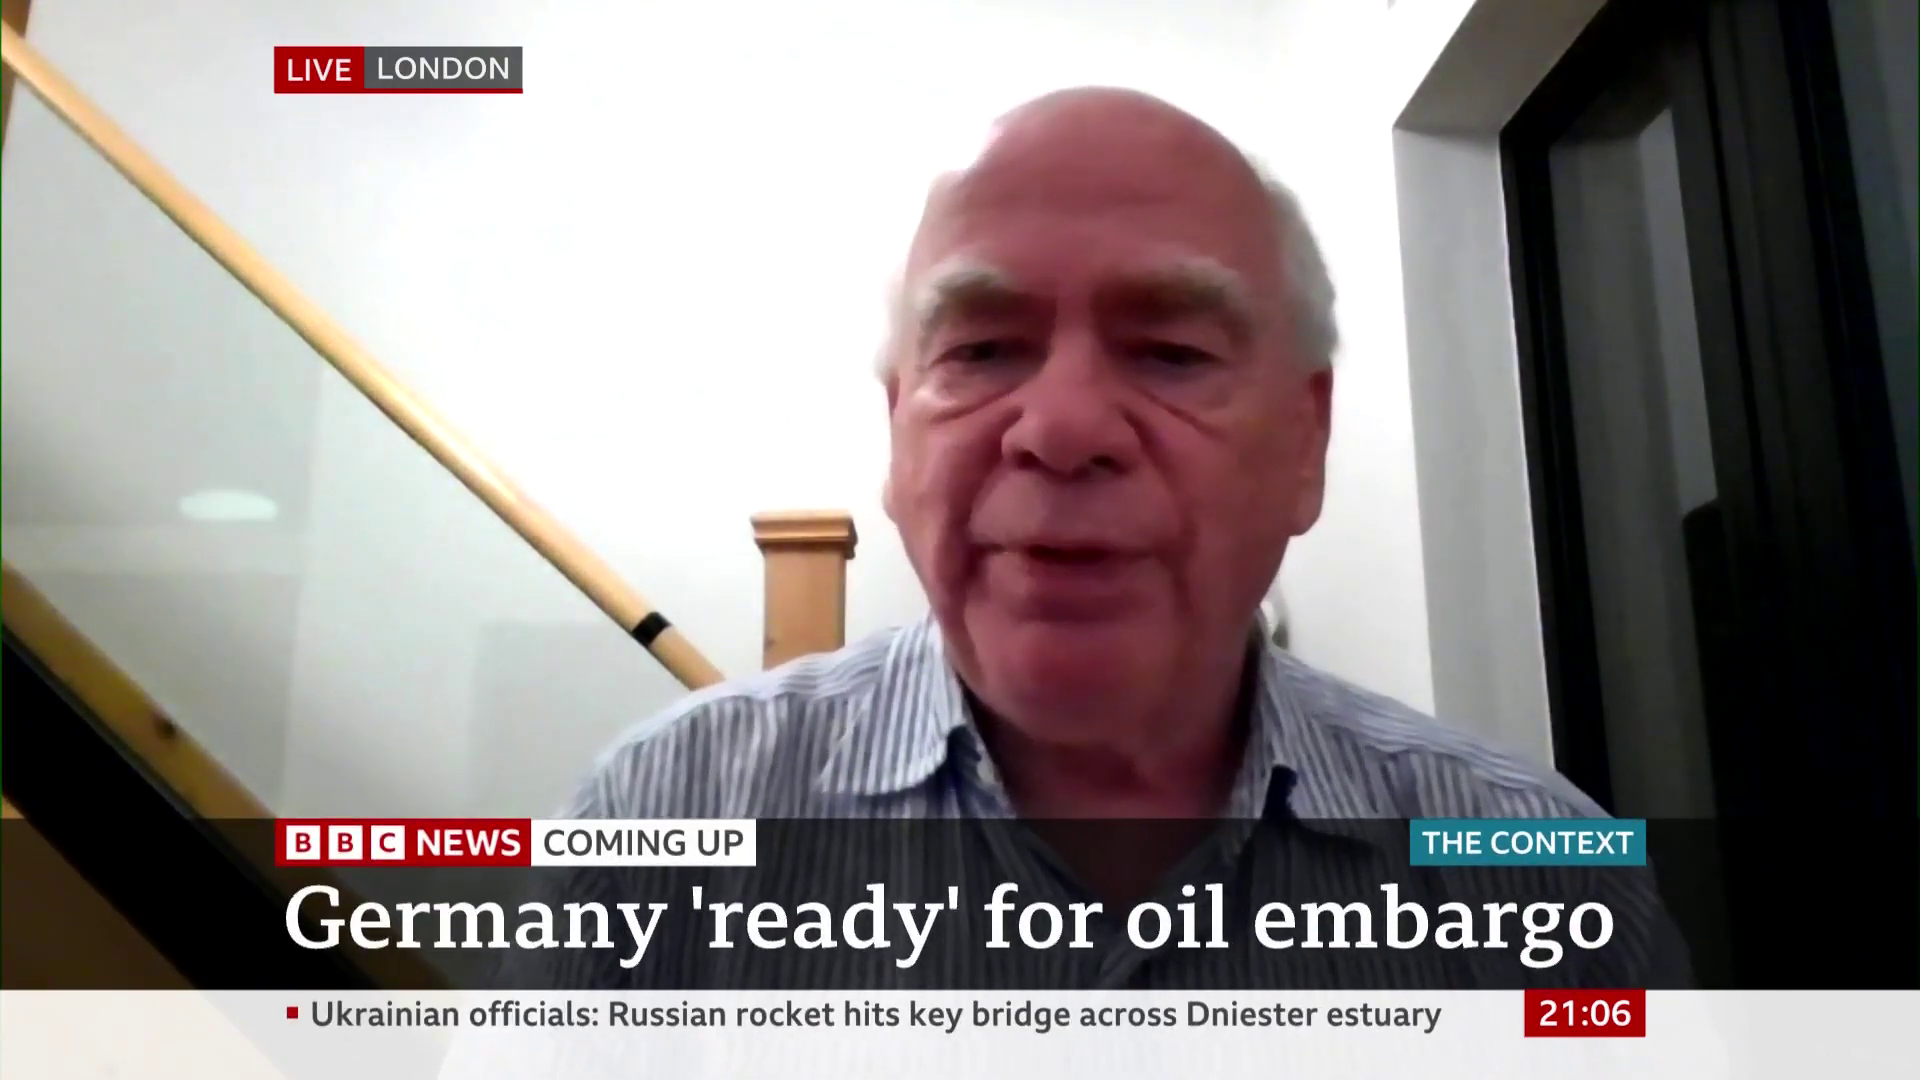 LIVE LONDON
BBC NEWS COMING UP
THE CONTEXT
Germany 'ready' for oil embargo
Ukrainian officials: Russian rocket hits key bridge across Dniester estuary
21:06